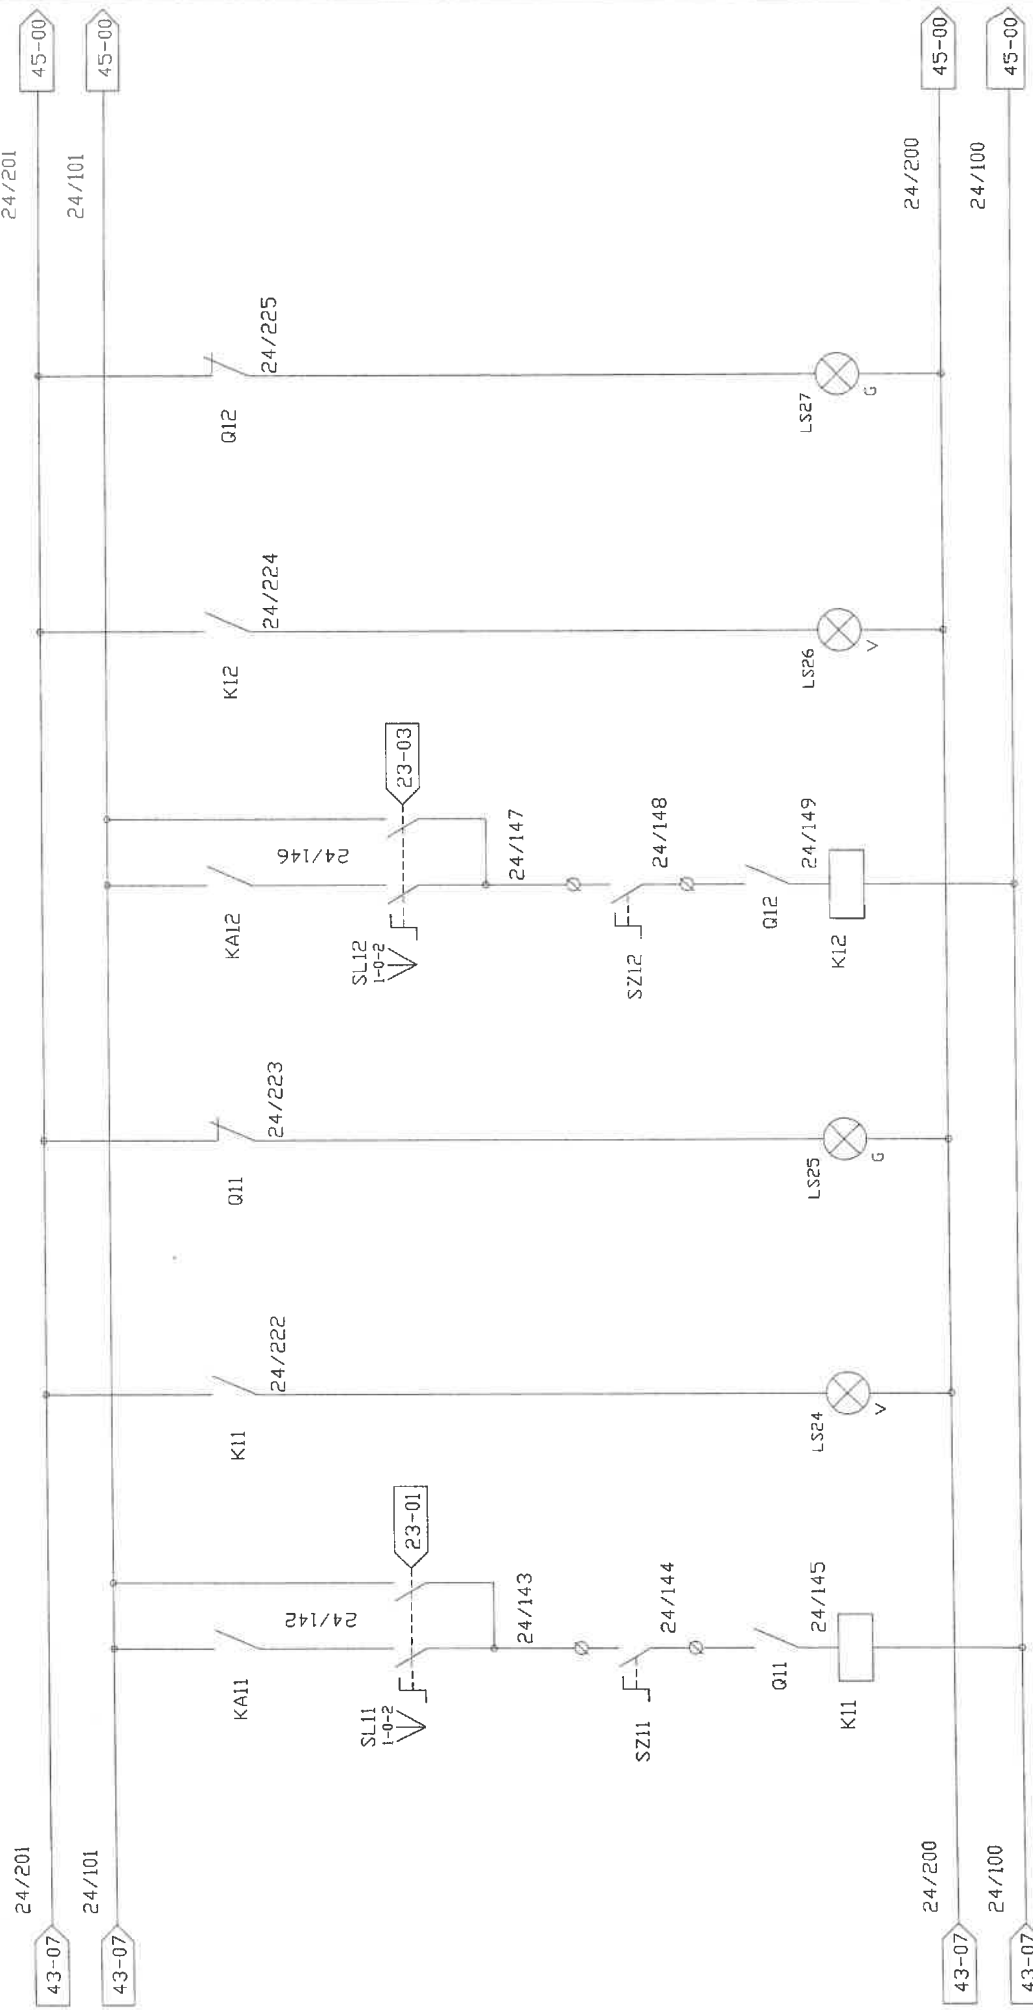 43-07
24/201
24/201
45-00
43-07
24/101
24/101
45-00
KA11
24/142
SL11
1-0-2
23-01
24/143
SZ11
24/144
Q11
24/145
K11
K11
24/222
LS24
V
Q11
24/223
LS25
G
KA12
24/146
SL12
1-0-2
23-03
24/147
SZ12
24/148
Q12
24/149
K12
K12
24/224
LS26
V
Q12
24/225
LS27
G
43-07
24/200
24/200
45-00
43-07
24/100
24/100
45-00